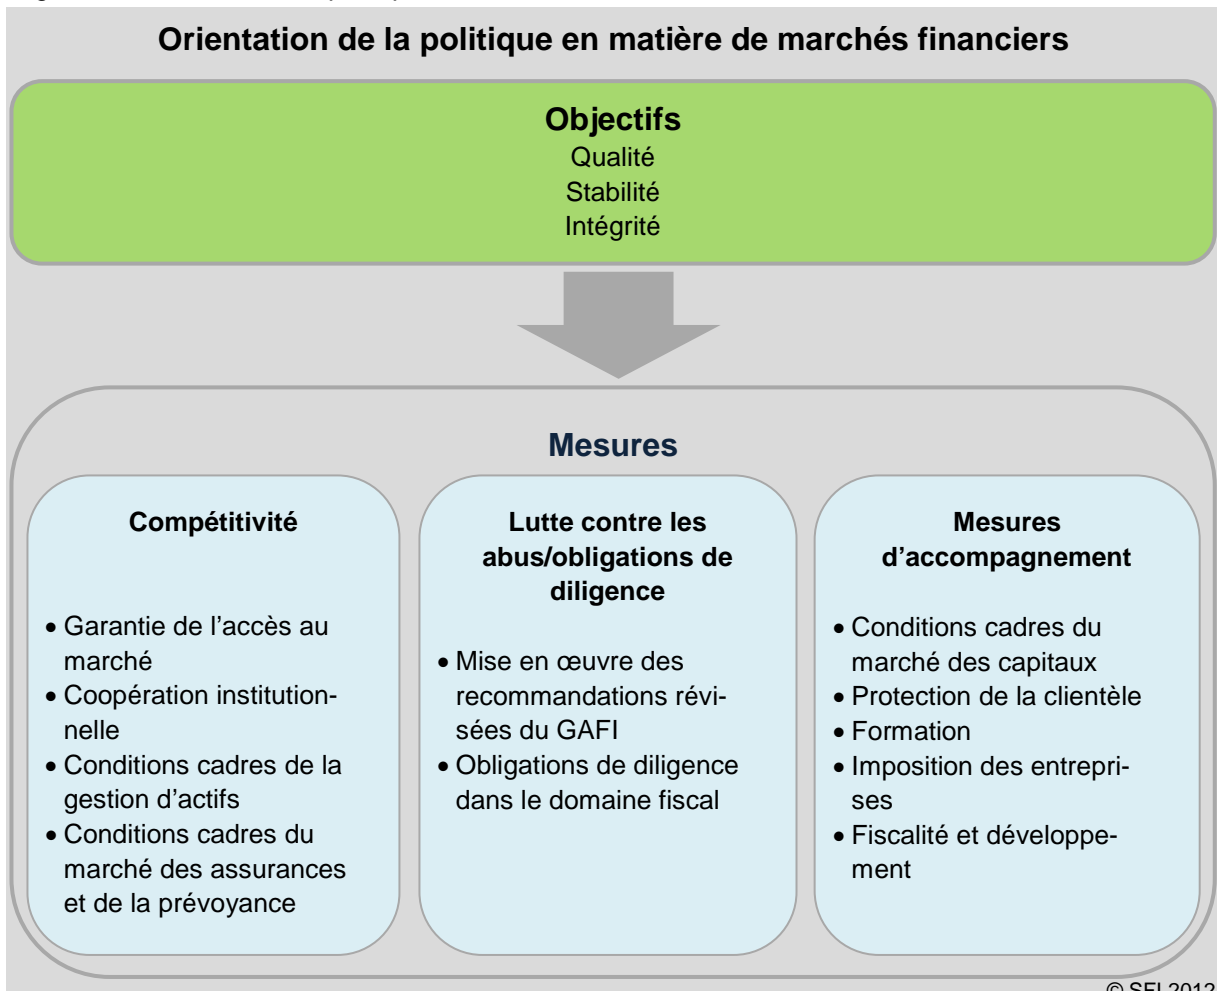 Orientation de la politique en matière de marchés financiers
Objectifs
Qualité
Stabilité
Intégrité
Mesures
Compétitivité
• Garantie de l'accès au
marché
• Coopération institution-
nelle
• Conditions cadres de la
gestion d'actifs
• Conditions cadres du
marché des assurances
et de la prévoyance
Lutte contre les
abus/obligations de
diligence
• Mise en œuvre des
recommandations révi-
sées du GAFI
• Obligations de diligence
dans le domaine fiscal
Mesures
d'accompagnement
• Conditions cadres du
marché des capitaux
• Protection de la clientèle
• Formation
• Imposition des entrepri-
ses
• Fiscalité et développe-
ment
© SFI 2012